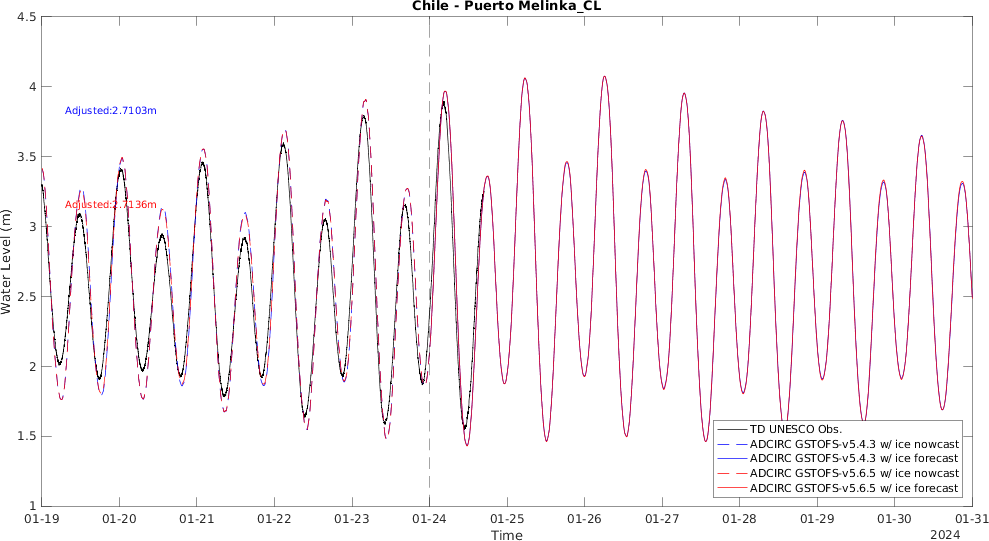 Chile - Puerto Melinka_CL
4.5
4
3.5
3
2.5
2
1.5
1
Water Level (m)
Adjusted:2.7103m
Adjusted:2.7136m
TD UNESCO Obs.
ADCIRC GSTOFS-v5.4.3 w/ ice nowcast
ADCIRC GSTOFS-v5.4.3 w/ ice forecast
ADCIRC GSTOFS-v5.6.5 w/ ice nowcast
ADCIRC GSTOFS-v5.6.5 w/ ice forecast
01-19 01-20 01-21 01-22 01-23 01-24 01-25 01-26 01-27 01-28 01-29 01-30 01-31
Time
2024